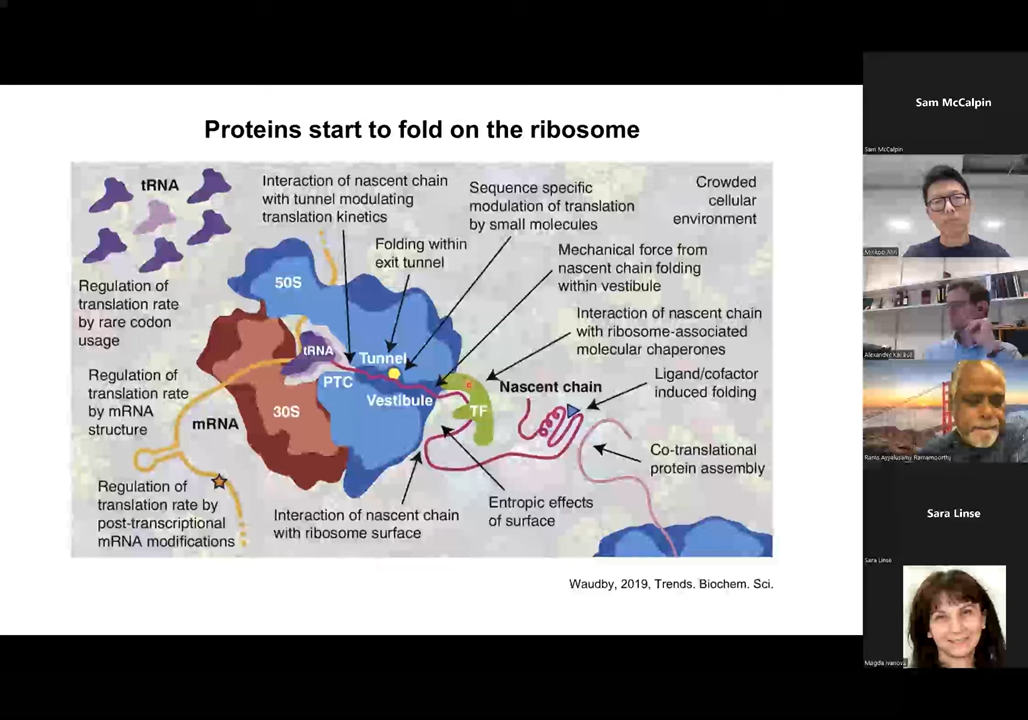 Proteins start to fold on the ribosome
tRNA
Interaction of nascent chain
with tunnel modulating
translation kinetics
Sequence specific
modulation of translation
by small molecules
Crowded
cellular
environment
Folding within
exit tunnel
Mechanical force from
nascent chain folding
within vestibule
Regulation of
translation rate
by rare codon
usage
50S
Interaction of nascent chain
with ribosome-associated
molecular chaperones
tRNA
Tunnel
PTC
Vestibule
Nascent chain
Ligand/cofactor
induced folding
Regulation of
translation rate
by mRNA
structure
mRNA
30S
TF
Co-translational
protein assembly
Regulation of
translation rate by
post-transcriptional
mRNA modifications
Interaction of nascent chain
with ribosome surface
Entropic effects
of surface
Waudby, 2019, Trends. Biochem. Sci.
Sam McCalpin
Sam McCalpin
Sara Linse
Sara Linse
Magda Ivanova